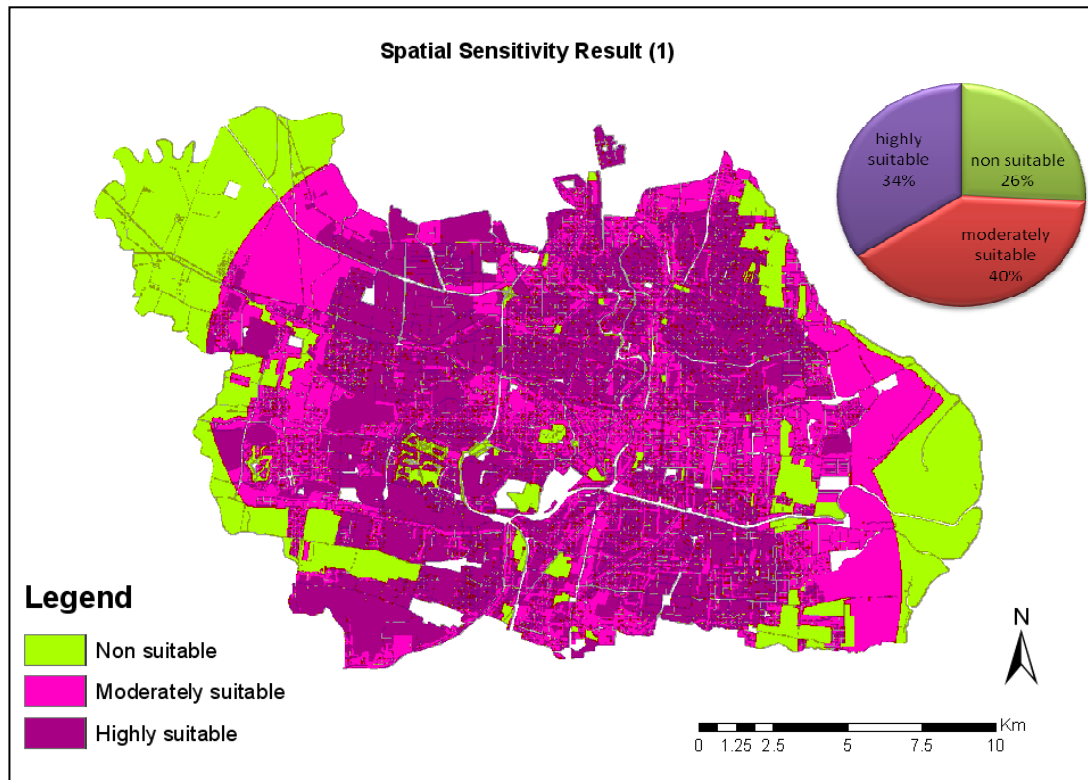 Spatial Sensitivity Result (1)
highly
suitable
34%
non suitable
26%
moderately
suitable
40%
Legend
Non suitable
Moderately suitable
Highly suitable
N
Km
0 1.25 2.5 5 7.5 10